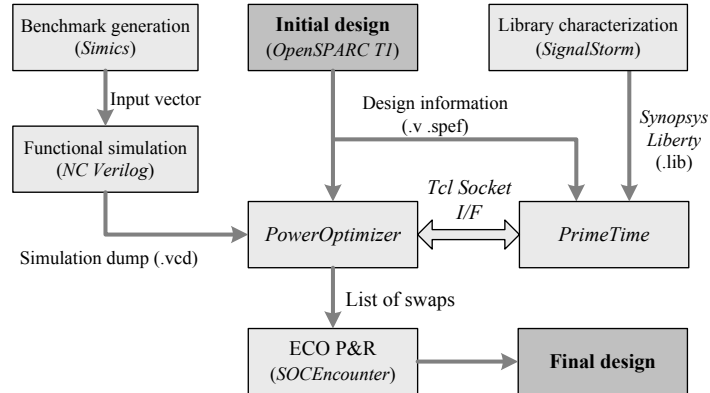 Benchmark generation
(Simics)
Initial design
(OpenSPARC T1)
Library characterization
(SignalStorm)
Input vector
Design information
(.v .spef)
Synopsys
Liberty
(.lib)
Functional simulation
(NC Verilog)
Tcl Socket
I/F
PowerOptimizer
PrimeTime
Simulation dump (.vcd)
List of swaps
ECO P&R
(SOCEncounter)
Final design